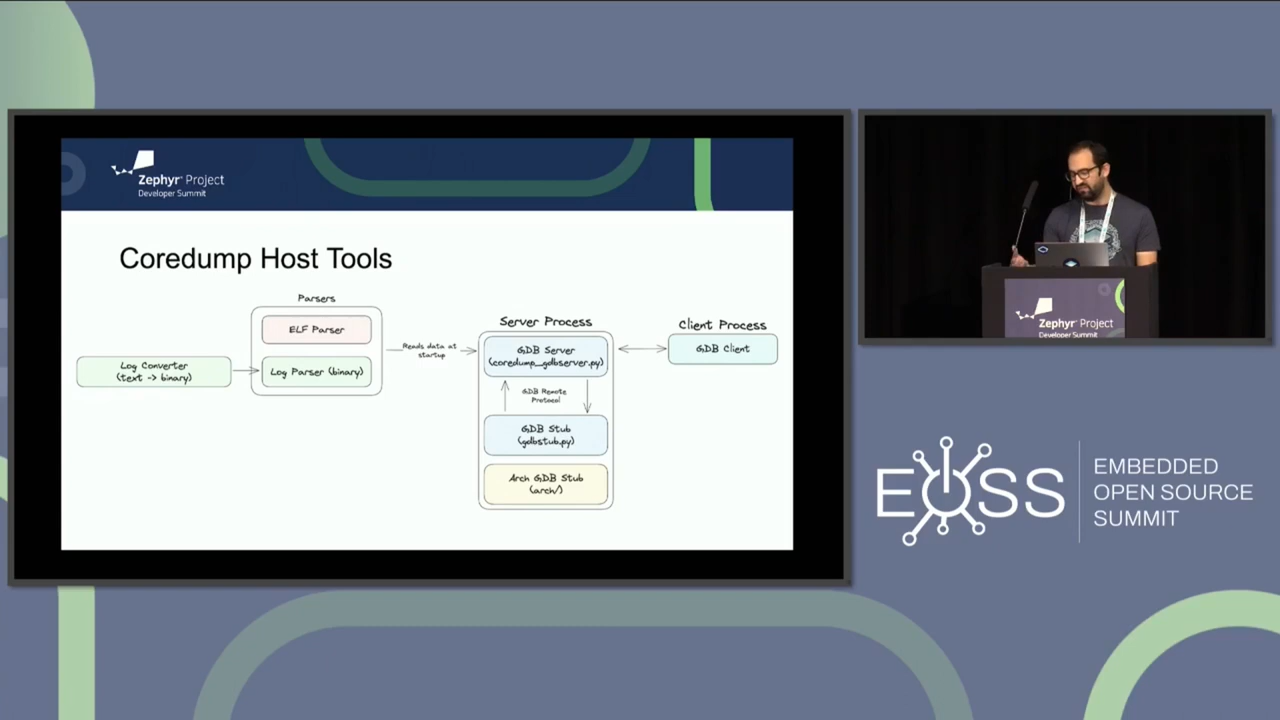 Zephyr® Project
Developer Summit
Coredump Host Tools
Parsers
ELF Parser
Log Parser (binary)
Log Converter
(text -> binary)
Reads data at
startup
Server Process
GDB Server
(coredump_gdbserver.py)
GDB Remote
Protocol
GDB Stub
(gdbstub.py)
Arch GDB Stub
(arch/)
Client Process
GDB Client
Zephyr® Project
Developer Summit
EOSS
EMBEDDED
OPEN SOURCE
SUMMIT